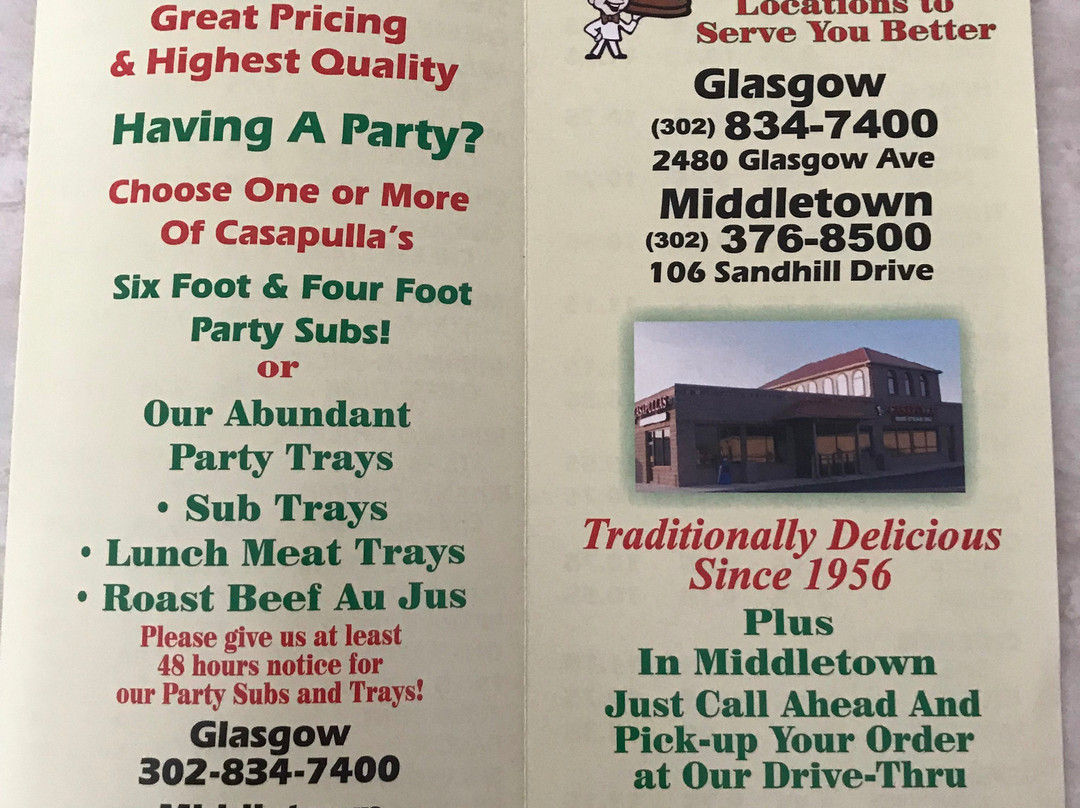 Great Pricing
& Highest Quality
Having A Party?
Choose One or More
Of Casapulla's
Six Foot & Four Foot
Party Subs!
or
Our Abundant
Party Trays
• Sub Trays
• Lunch Meat Trays
• Roast Beef Au Jus
Please give us at least
48 hours notice for
our Party Subs and Trays!
Glasgow
302-834-7400
Middletown
Locations to
Serve You Better
Glasgow
(302) 834-7400
2480 Glasgow Ave
Middletown
(302) 376-8500
106 Sandhill Drive
Traditionally Delicious
Since 1956
Plus
In Middletown
Just Call Ahead And
Pick-up Your Order
at Our Drive-Thru